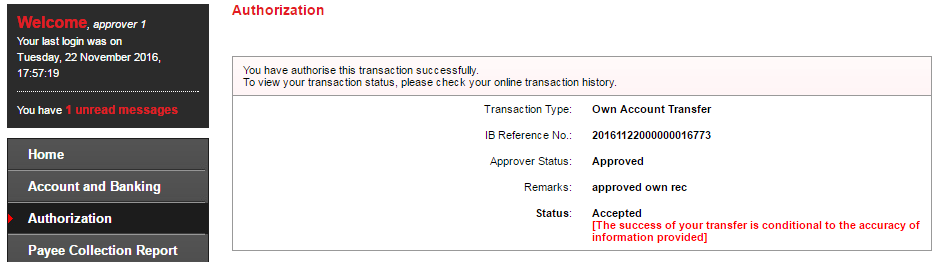 Welcome, approver 1
Your last login was on
Tuesday, 22 November 2016,
17:57:19
You have 1 unread messages
Home
Account and Banking
Authorization
Payee Collection Report
Authorization
You have authorise this transaction successfully.
To view your transaction status, please check your online transaction history.
Transaction Type: Own Account Transfer
IB Reference No.: 20161122000000016773
Approver Status: Approved
Remarks: approved own rec
Status: Accepted
[The success of your transfer is conditional to the accuracy of
information provided]